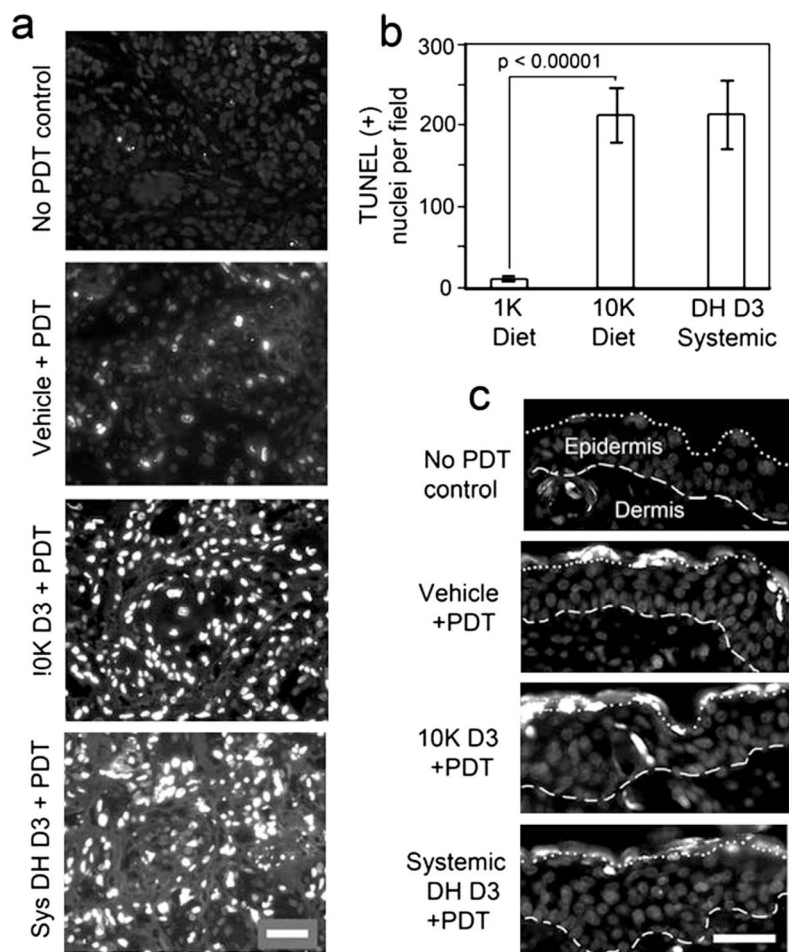 a
No PDT control
Vehicle + PDT
!0K D3 + PDT
Sys DH D3 + PDT
b
TUNEL (+)
nuclei per field
300
200
100
0
p < 0.00001
1K
Diet
10K
Diet
DH D3
Systemic
c
No PDT
control
Epidermis
Dermis
Vehicle
+PDT
10K D3
+PDT
Systemic
DH D3
+PDT